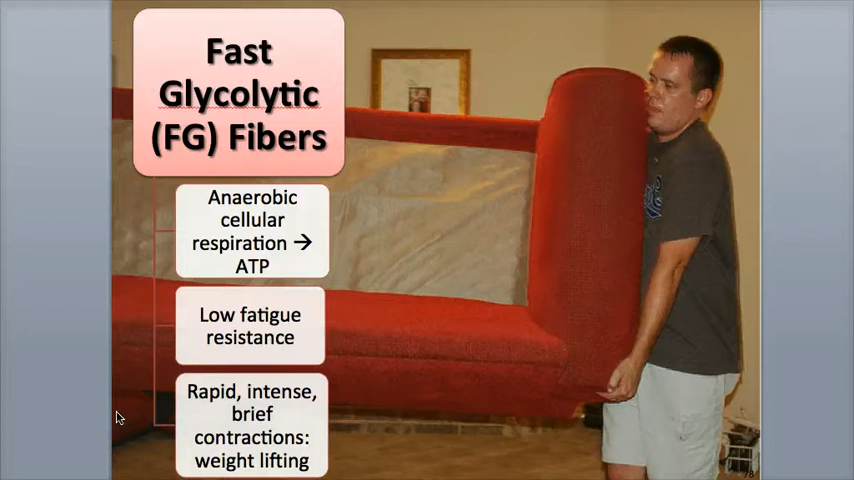 Fast
Glycolytic
(FG) Fibers
Anaerobic
cellular
respiration →
ATP
Low fatigue
resistance
Rapid, intense,
brief
contractions:
weight lifting